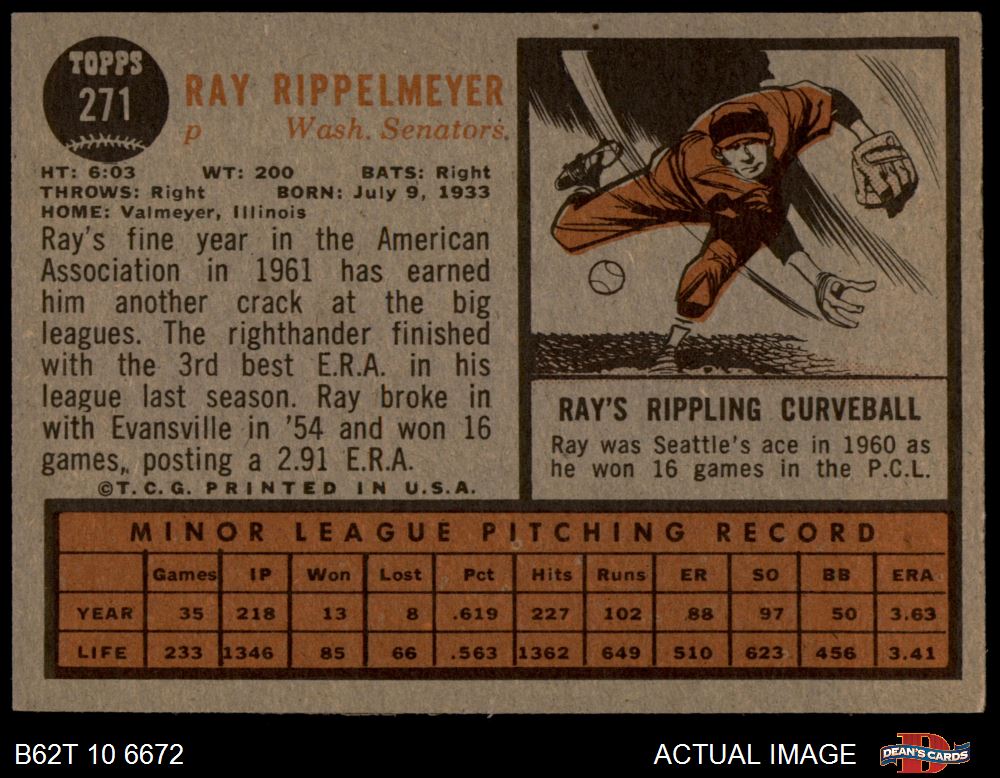 TOPPS
271
RAY RIPPELMEYER
p Wash. Senators.
HT: 6:03 WT: 200 BATS: Right
THROWS: Right BORN: July 9, 1933
HOME: Valmeyer, Illinois
Ray's fine year in the American
Association in 1961 has earned
him another crack at the big
leagues. The righthander finished
with the 3rd best E.R.A. in his
league last season. Ray broke in
with Evansville in '54 and won 16
games,, posting a 2.91 E.R.A.
©T.C.G. PRINTED IN U.S.A.
RAY'S RIPPLING CURVEBALL
Ray was Seattle's ace in 1960 as
he won 16 games in the P.C.L.
MINOR LEAGUE PITCHING RECORD
Games IP Won Lost Pct Hits Runs ER SO BB ERA
YEAR 35 218 13 8 .619 227 102 88 97 50 3.63
LIFE 233 1346 85 66 .563 1362 649 510 623 456 3.41
B62T 10 6672
ACTUAL IMAGE
D
DEAN'S CARDS